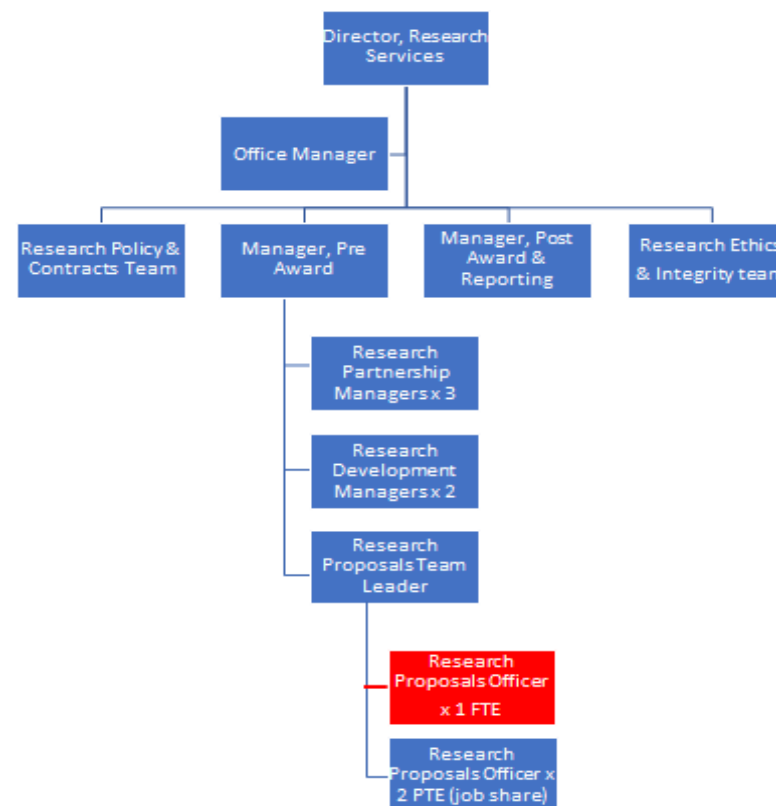 Director, Research
Services
Office Manager
Research Policy &
Contracts Team
Manager, Pre
Award
Manager, Post
Award &
Reporting
Research Ethics
& Integrity team
Research
Partnership
Managers x 3
Research
Development
Managers x 2
Research
Proposals Team
Leader
Research
Proposals Officer
x 1 FTE
Research
Proposals Officer x
2 PTE (job share)